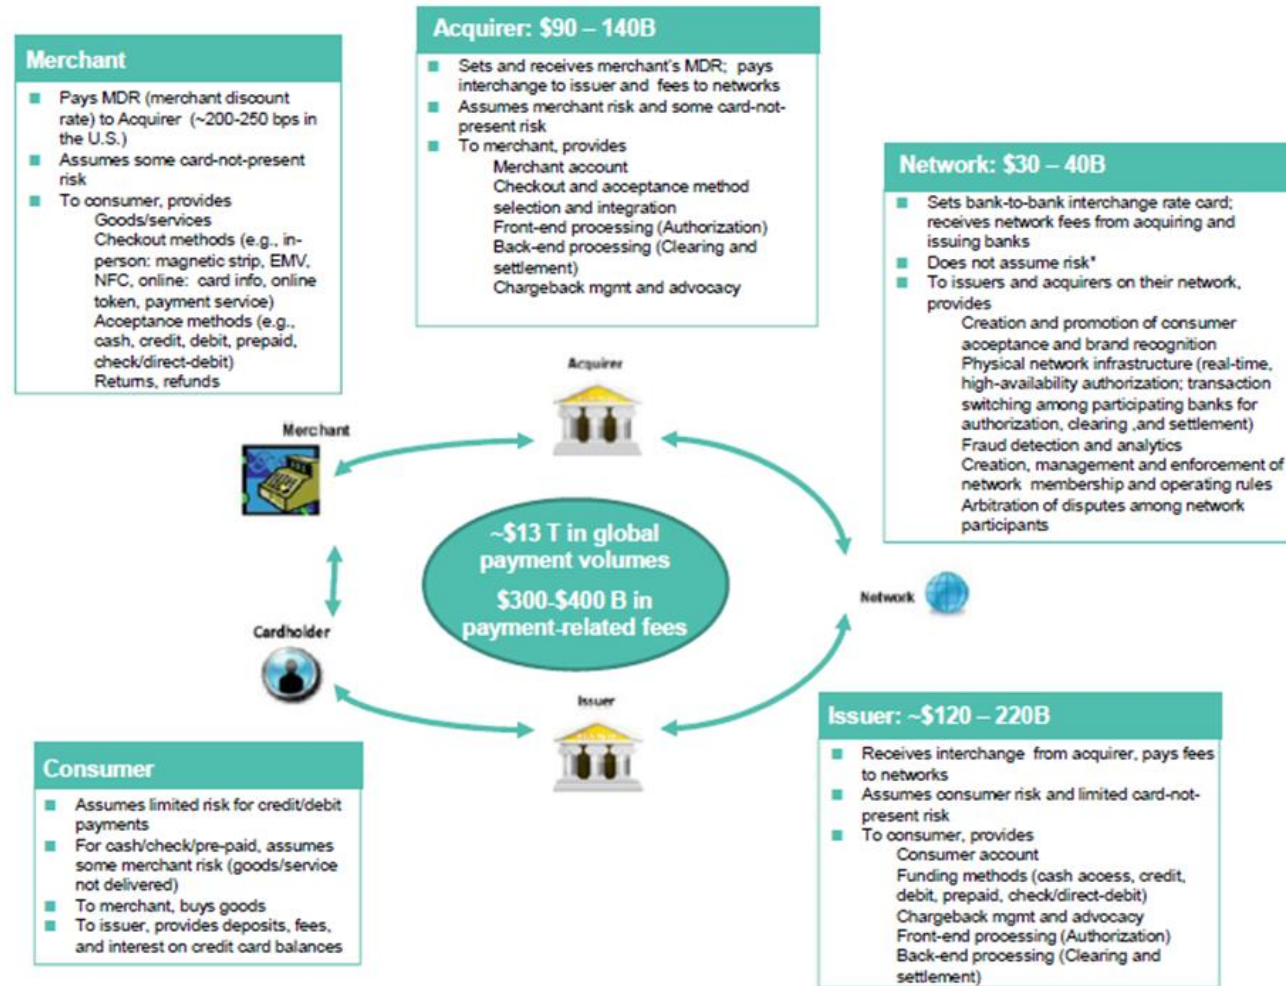 Merchant
Pays MDR (merchant discount
rate) to Acquirer (~200-250 bps in
the U.S.)
Assumes some card-not-present
risk
To consumer, provides
Goods/services
Checkout methods (e.g., in-
person: magnetic strip, EMV,
NFC, online: card info, online
token, payment service)
Acceptance methods (e.g.,
cash, credit, debit, prepaid,
check/direct-debit)
Returns, refunds
Acquirer: $90 – 140B
Sets and receives merchant's MDR; pays
interchange to issuer and fees to networks
Assumes merchant risk and some card-not-
present risk
To merchant, provides
Merchant account
Checkout and acceptance method
selection and integration
Front-end processing (Authorization)
Back-end processing (Clearing and
settlement)
Chargeback mgmt and advocacy
Network: $30 – 40B
Sets bank-to-bank interchange rate card;
receives network fees from acquiring and
issuing banks
Does not assume risk*
To issuers and acquirers on their network,
provides
Creation and promotion of consumer
acceptance and brand recognition
Physical network infrastructure (real-time,
high-availability authorization; transaction
switching among participating banks for
authorization, clearing ,and settlement)
Fraud detection and analytics
Creation, management and enforcement of
network membership and operating rules
Arbitration of disputes among network
participants
Acquirer
Merchant
~$13 T in global
payment volumes
$300-$400 B in
payment-related fees
Network
Cardholder
Issuer
Consumer
Assumes limited risk for credit/debit
payments
For cash/check/pre-paid, assumes
some merchant risk (goods/service
not delivered)
To merchant, buys goods
To issuer, provides deposits, fees,
and interest on credit card balances
Issuer: ~$120 – 220B
Receives interchange from acquirer, pays fees
to networks
Assumes consumer risk and limited card-not-
present risk
To consumer, provides
Consumer account
Funding methods (cash access, credit,
debit, prepaid, check/direct-debit)
Chargeback mgmt and advocacy
Front-end processing (Authorization)
Back-end processing (Clearing and
settlement)